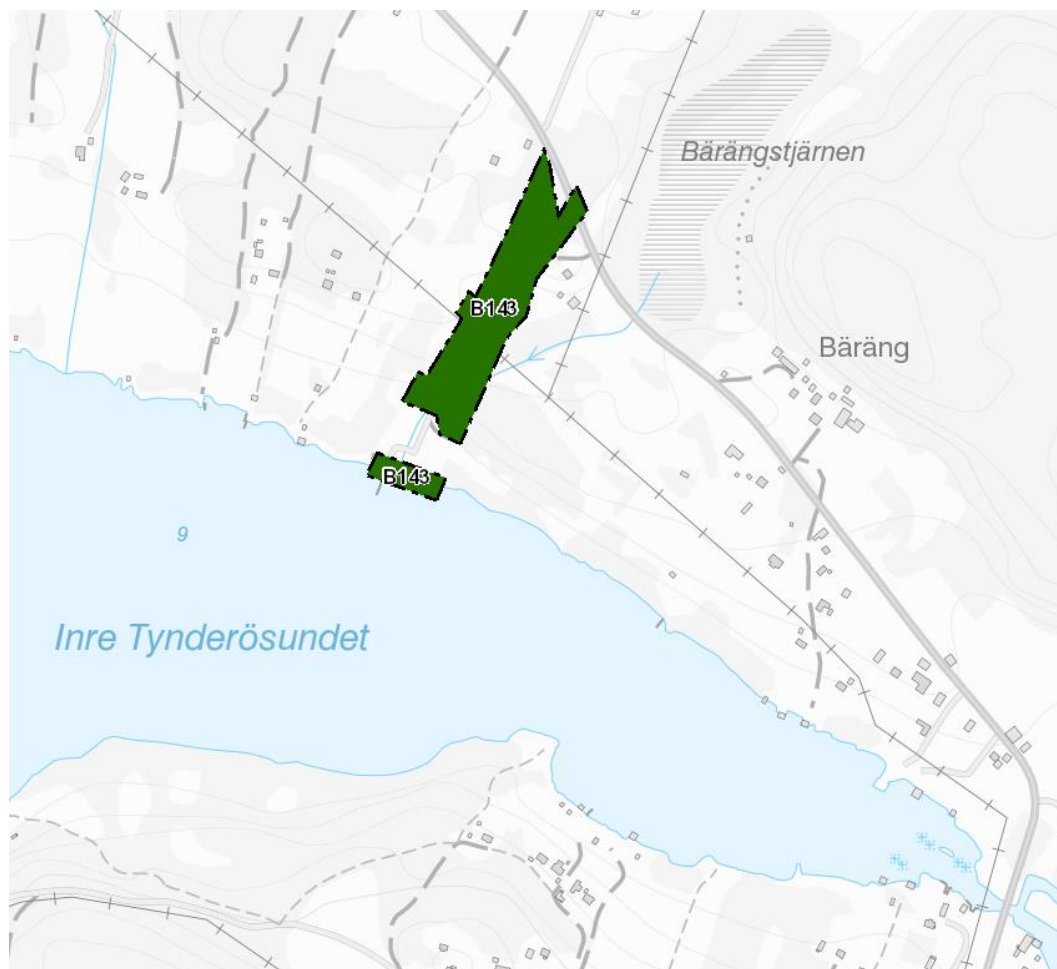 Bärängstjärnen
B143
Bäräng
B143
9
Inre Tynderösundet